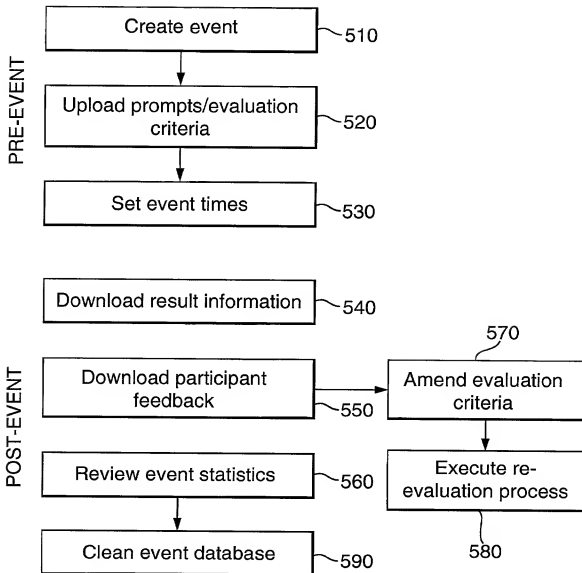 PRE-EVENT
Create event
510
Upload prompts/evaluation
criteria
520
Set event times
530
POST-EVENT
Download result information
540
Download participant
feedback
550
570
Amend evaluation
criteria
Review event statistics
560
Execute re-
evaluation process
580
Clean event database
590